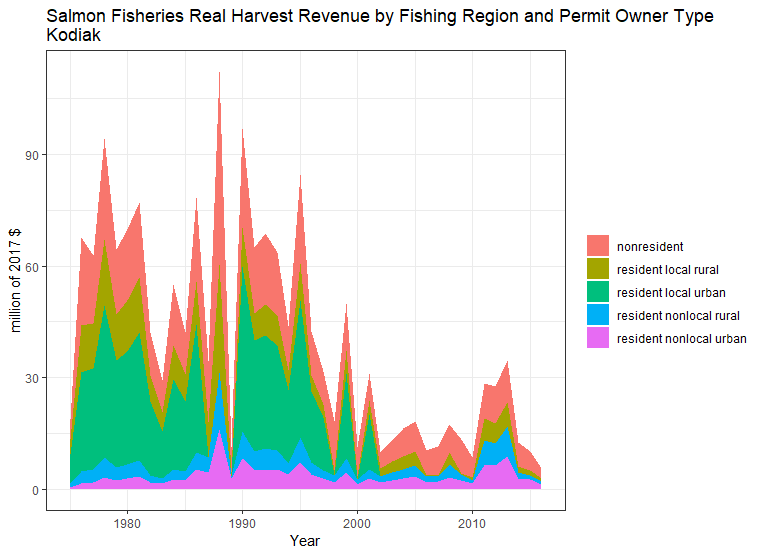 Salmon Fisheries Real Harvest Revenue by Fishing Region and Permit Owner Type
Kodiak
million of 2017 $
90
60
30
0
1980
1990
2000
2010
Year
nonresident
resident local rural
resident local urban
resident nonlocal rural
resident nonlocal urban